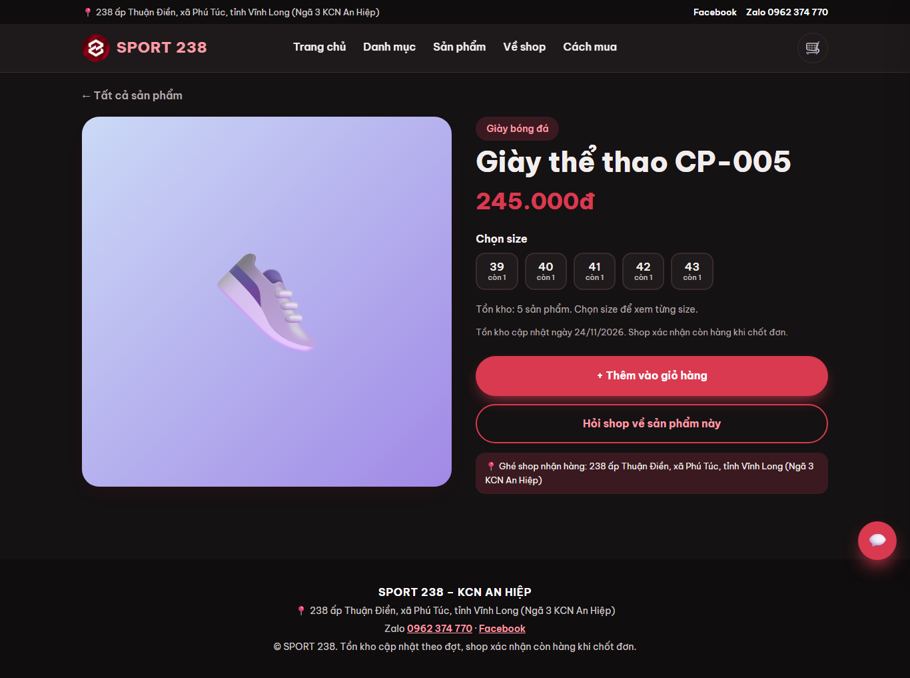 📍 238 ấp Thuận Điền, xã Phú Túc, tỉnh Vĩnh Long (Ngã 3 KCN An Hiệp)
Facebook Zalo 0962 374 770
SPORT 238
Trang chủ Danh mục Sản phẩm Về shop Cách mua
← Tất cả sản phẩm
Giày bóng đá
Giày thể thao CP-005
245.000đ
Chọn size
39 40 41 42 43
còn 1 còn 1 còn 1 còn 1 còn 1
Tồn kho: 5 sản phẩm. Chọn size để xem từng size.
Tồn kho cập nhật ngày 24/11/2026. Shop xác nhận còn hàng khi chốt đơn.
+ Thêm vào giỏ hàng
Hỏi shop về sản phẩm này
📍 Ghé shop nhận hàng: 238 ấp Thuận Điền, xã Phú Túc, tỉnh Vĩnh Long (Ngã 3
KCN An Hiệp)
SPORT 238 – KCN AN HIỆP
📍 238 ấp Thuận Điền, xã Phú Túc, tỉnh Vĩnh Long (Ngã 3 KCN An Hiệp)
Zalo 0962 374 770 · Facebook
© SPORT 238. Tồn kho cập nhật theo đợt, shop xác nhận còn hàng khi chốt đơn.